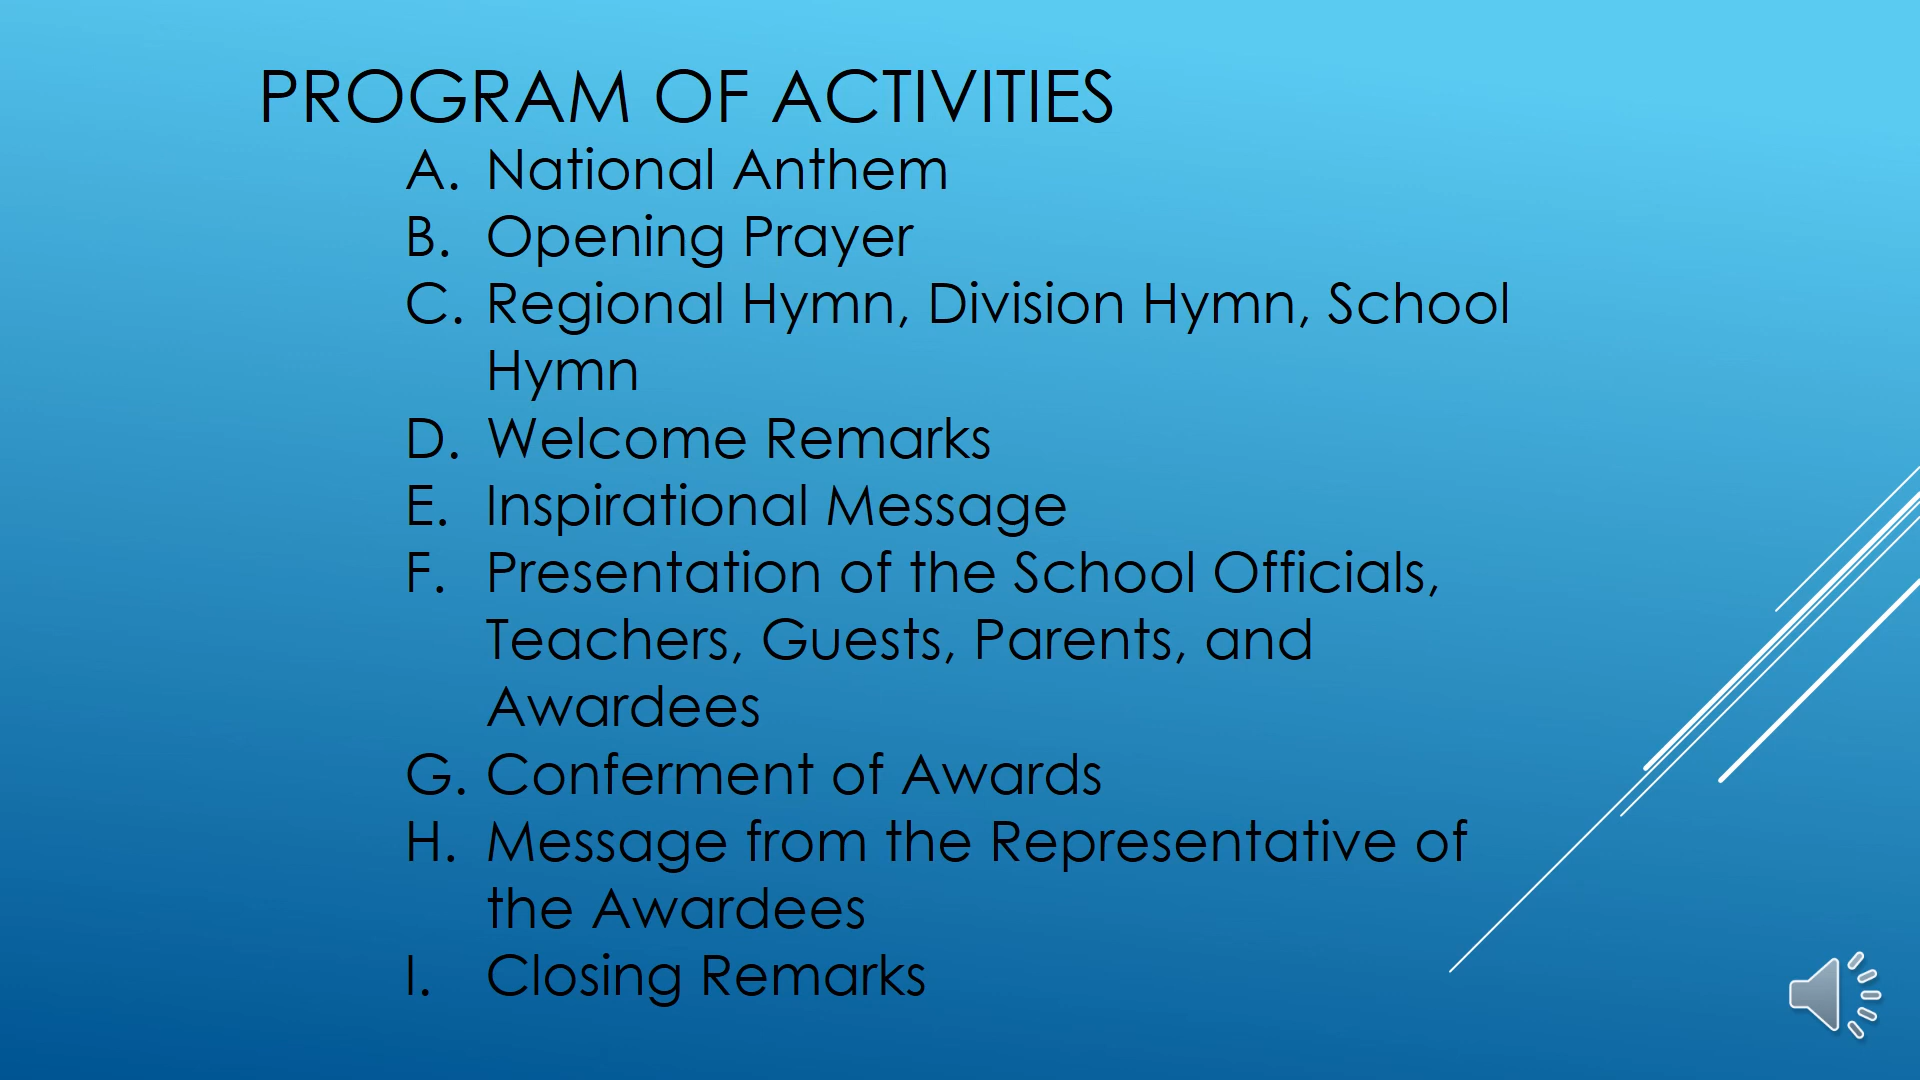 PROGRAM OF ACTIVITIES
A. National Anthem
B. Opening Prayer
C. Regional Hymn, Division Hymn, School
Hymn
D. Welcome Remarks
E. Inspirational Message
F. Presentation of the School Officials,
Teachers, Guests, Parents, and
Awardees
G. Conferment of Awards
H. Message from the Representative of
the Awardees
I. Closing Remarks